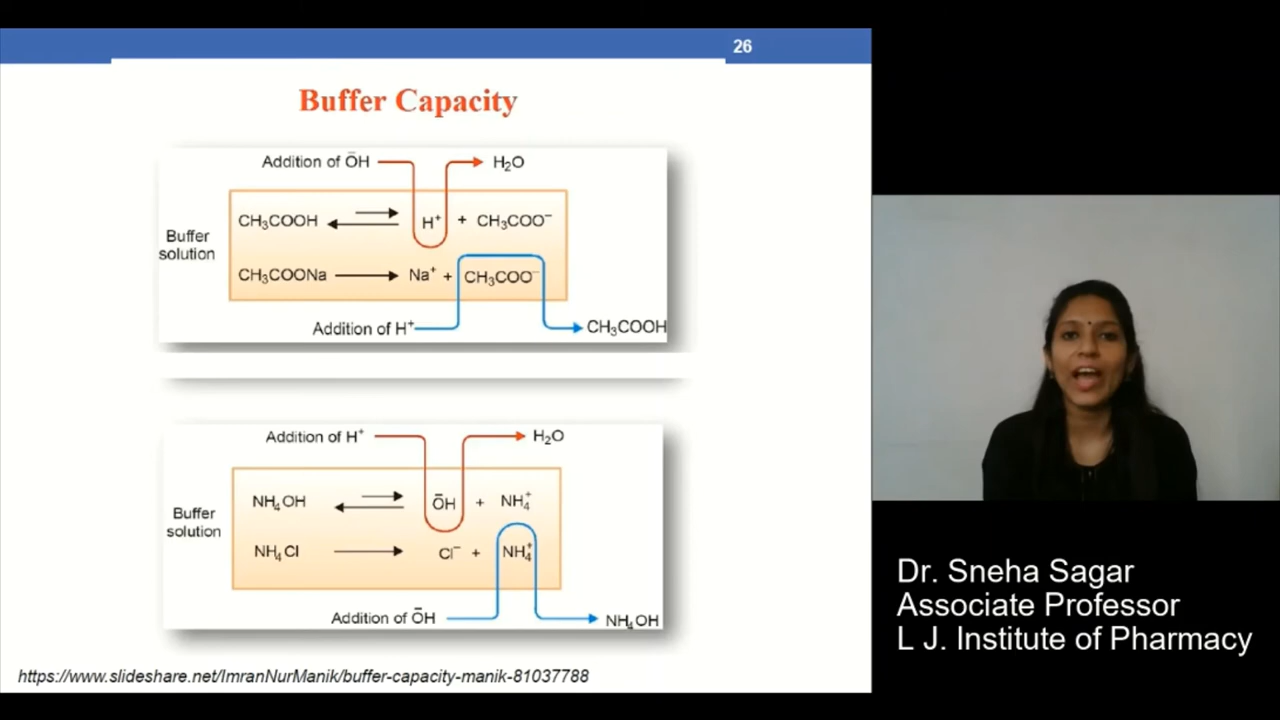 26
Buffer Capacity
Addition of ŌH
H₂O
CH₃COOH
H⁺ + CH₃COO⁻
Buffer
solution
CH₃COONa
Na⁺ + CH₃COO⁻
Addition of H⁺
CH₃COOH
Addition of H⁺
H₂O
NH₄OH
ŌH + NH₄⁺
Buffer
solution
NH₄Cl
Cl⁻ + NH₄⁺
Addition of ŌH
NH₄OH
https://www.slideshare.net/ImranNurManik/buffer-capacity-manik-81037788
Dr. Sneha Sagar
Associate Professor
L J. Institute of Pharmacy